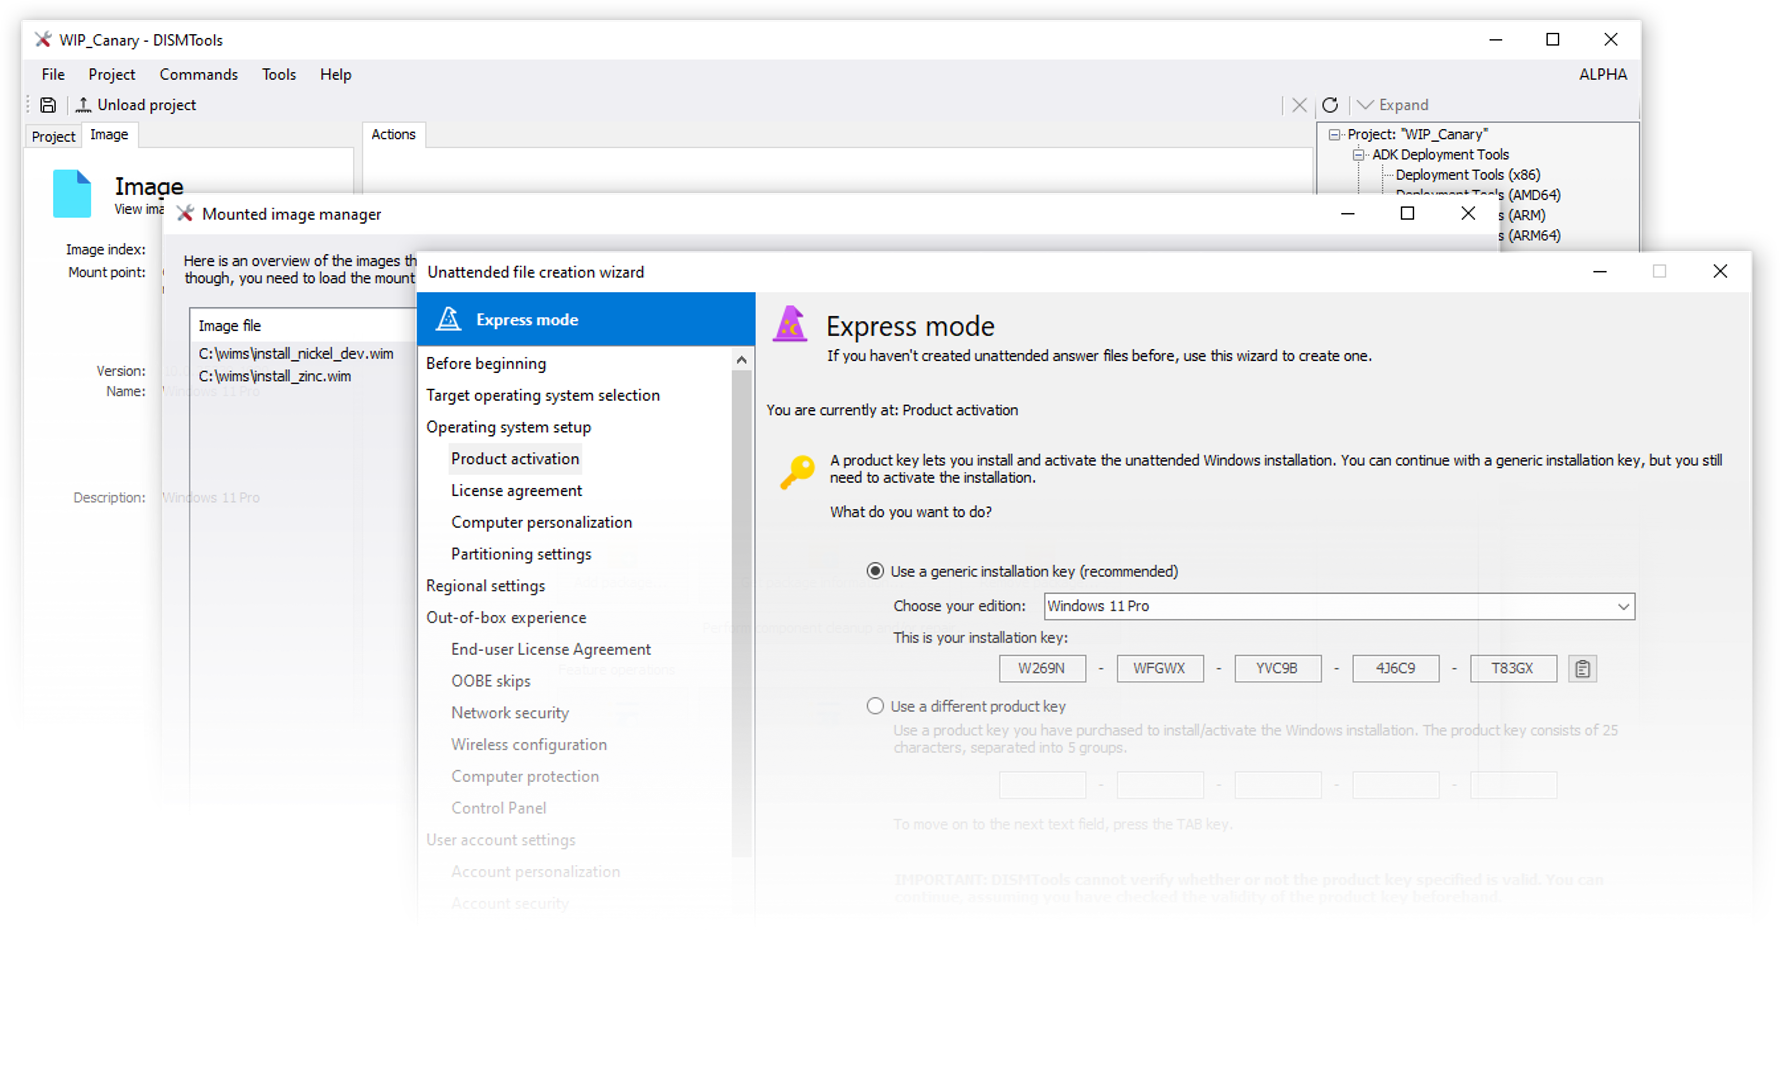 WIP_Canary - DISMTools
File Project Commands Tools Help ALPHA
Unload project Expand
Project Image Actions
Project: "WIP_Canary"
ADK Deployment Tools
Deployment Tools (x86)
Deployment Tools (AMD64)
s (ARM)
s (ARM64)
Image
View ima
Image index:
Mount point:
Version:
Name: Windows 11 Pro
Description: Windows 11 Pro
Mounted image manager
Here is an overview of the images th
though, you need to load the mount
Image file
C:\wims\install_nickel_dev.wim
C:\wims\install_zinc.wim
Unattended file creation wizard
Express mode
Before beginning
Target operating system selection
Operating system setup
Product activation
License agreement
Computer personalization
Partitioning settings
Regional settings
Out-of-box experience
End-user License Agreement
OOBE skips
Network security
Wireless configuration
Computer protection
Control Panel
User account settings
Account personalization
Account security
Express mode
If you haven't created unattended answer files before, use this wizard to create one.
You are currently at: Product activation
A product key lets you install and activate the unattended Windows installation. You can continue with a generic installation key, but you still
need to activate the installation.
What do you want to do?
Use a generic installation key (recommended)
Choose your edition: Windows 11 Pro
This is your installation key:
W269N - WFGWX - YVC9B - 4J6C9 - T83GX
Use a different product key
Use a product key you have purchased to install/activate the Windows installation. The product key consists of 25
characters, separated into 5 groups.
- - - -
To move on to the next text field, press the TAB key.
IMPORTANT: DISMTools cannot verify whether or not the product key specified is valid. You can
continue, assuming you have checked the validity of the product key beforehand.